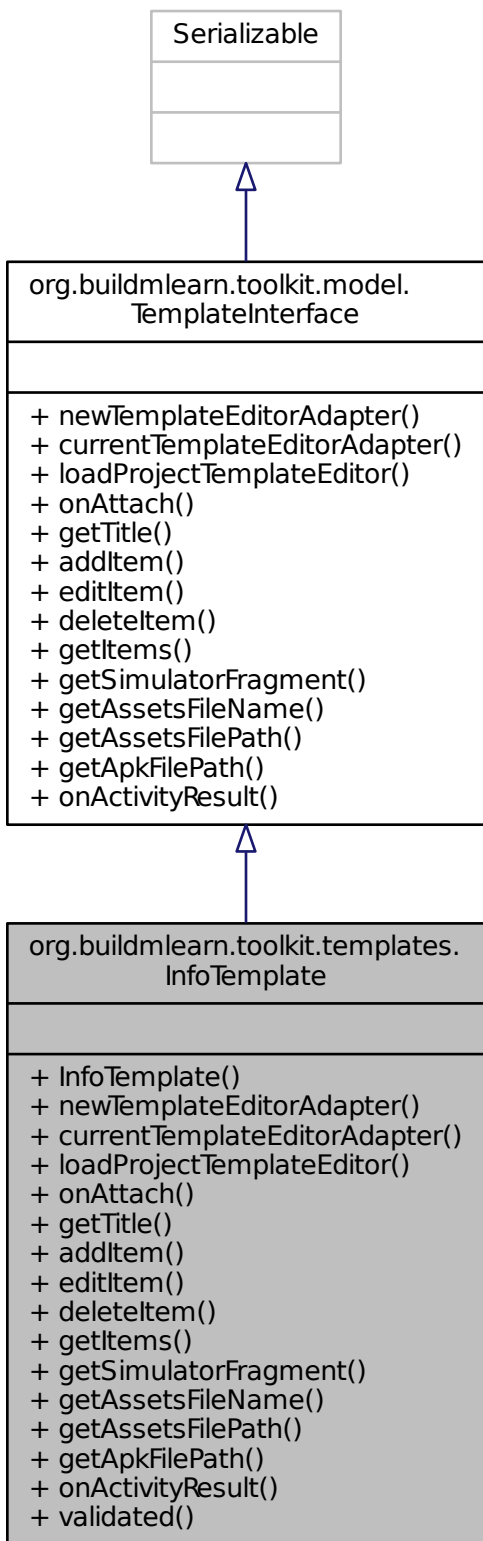 Serializable
org.buildmlearn.toolkit.model.
TemplateInterface
+ newTemplateEditorAdapter()
+ currentTemplateEditorAdapter()
+ loadProjectTemplateEditor()
+ onAttach()
+ getTitle()
+ addItem()
+ editItem()
+ deleteItem()
+ getItems()
+ getSimulatorFragment()
+ getAssetsFileName()
+ getAssetsFilePath()
+ getApkFilePath()
+ onActivityResult()
org.buildmlearn.toolkit.templates.
InfoTemplate
+ InfoTemplate()
+ newTemplateEditorAdapter()
+ currentTemplateEditorAdapter()
+ loadProjectTemplateEditor()
+ onAttach()
+ getTitle()
+ addItem()
+ editItem()
+ deleteItem()
+ getItems()
+ getSimulatorFragment()
+ getAssetsFileName()
+ getAssetsFilePath()
+ getApkFilePath()
+ onActivityResult()
+ validated()